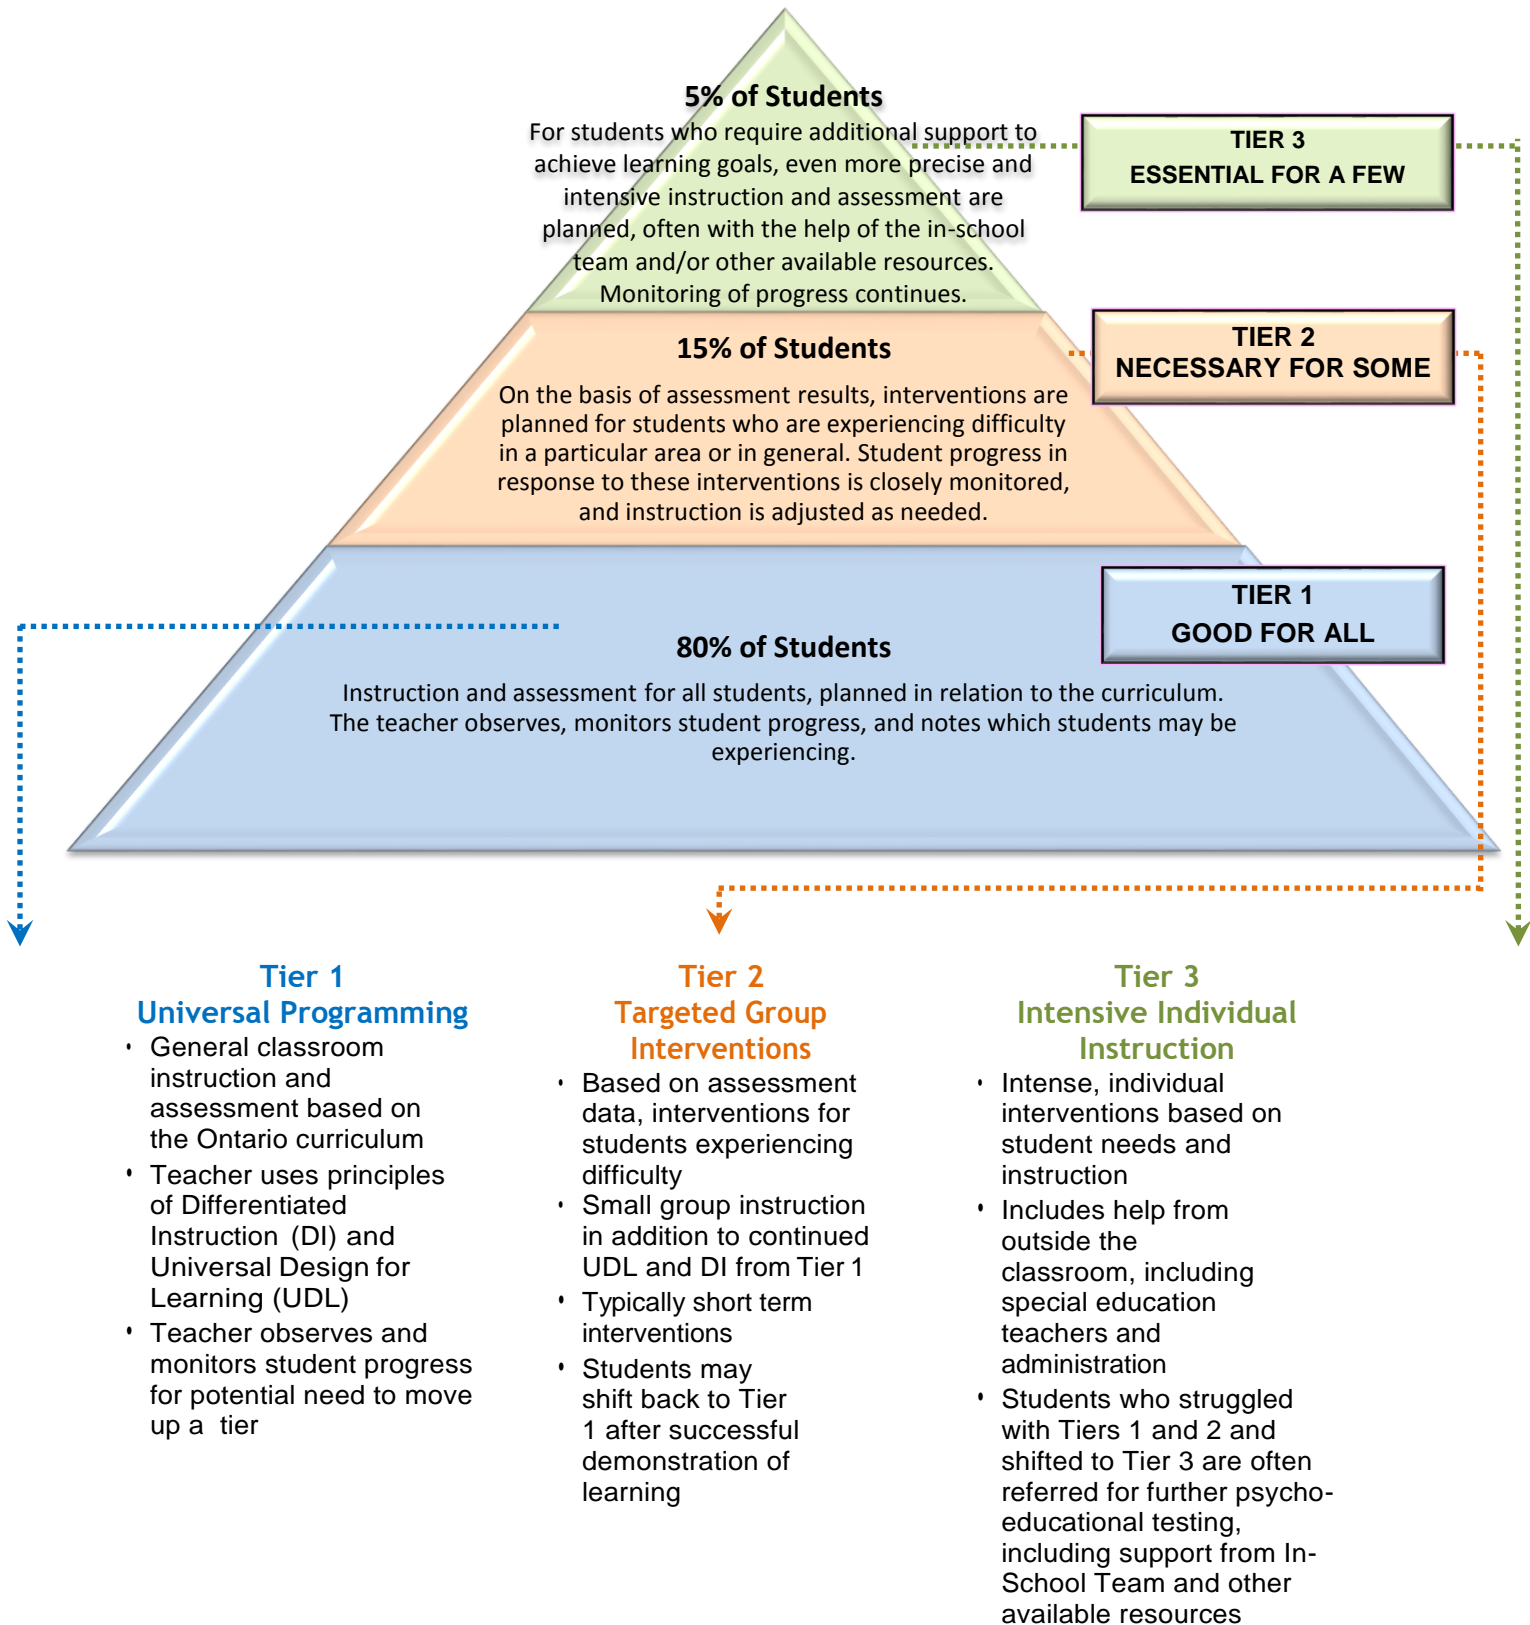 5% of Students
For students who require additional support to
achieve learning goals, even more precise and
intensive instruction and assessment are
planned, often with the help of the in-school
team and/or other available resources.
Monitoring of progress continues.
TIER 3
ESSENTIAL FOR A FEW
15% of Students
On the basis of assessment results, interventions are
planned for students who are experiencing difficulty
in a particular area or in general. Student progress in
response to these interventions is closely monitored,
and instruction is adjusted as needed.
TIER 2
NECESSARY FOR SOME
80% of Students
Instruction and assessment for all students, planned in relation to the curriculum.
The teacher observes, monitors student progress, and notes which students may be
experiencing.
TIER 1
GOOD FOR ALL
Tier 1
Universal Programming
• General classroom
instruction and
assessment based on
the Ontario curriculum
• Teacher uses principles
of Differentiated
Instruction (DI) and
Universal Design for
Learning (UDL)
• Teacher observes and
monitors student progress
for potential need to move
up a tier
Tier 2
Targeted Group
Interventions
• Based on assessment
data, interventions for
students experiencing
difficulty
• Small group instruction
in addition to continued
UDL and DI from Tier 1
• Typically short term
interventions
• Students may
shift back to Tier
1 after successful
demonstration of
learning
Tier 3
Intensive Individual
Instruction
• Intense, individual
interventions based on
student needs and
instruction
• Includes help from
outside the
classroom, including
special education
teachers and
administration
• Students who struggled
with Tiers 1 and 2 and
shifted to Tier 3 are often
referred for further psycho-
educational testing,
including support from In-
School Team and other
available resources